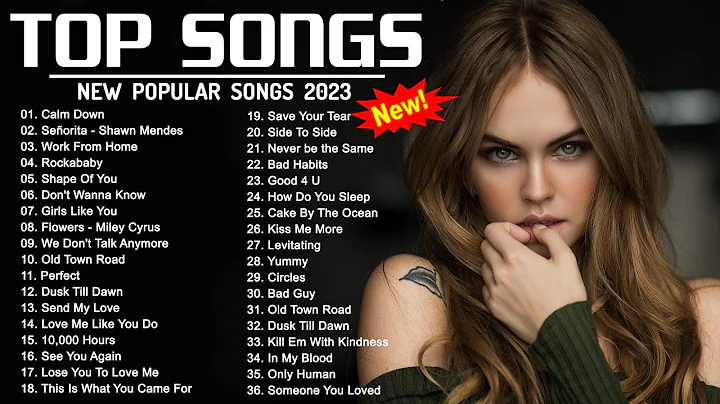 TOP SONGS
NEW POPULAR SONGS 2023
New!
01. Calm Down
02. Señorita - Shawn Mendes
03. Work From Home
04. Rockababy
05. Shape Of You
06. Don't Wanna Know
07. Girls Like You
08. Flowers - Miley Cyrus
09. We Don't Talk Anymore
10. Old Town Road
11. Perfect
12. Dusk Till Dawn
13. Send My Love
14. Love Me Like You Do
15. 10,000 Hours
16. See You Again
17. Lose You To Love Me
18. This Is What You Came For
19. Save Your Tear
20. Side To Side
21. Never be the Same
22. Bad Habits
23. Good 4 U
24. How Do You Sleep
25. Cake By The Ocean
26. Kiss Me More
27. Levitating
28. Yummy
29. Circles
30. Bad Guy
31. Old Town Road
32. Dusk Till Dawn
33. Kill Em With Kindness
34. In My Blood
35. Only Human
36. Someone You Loved